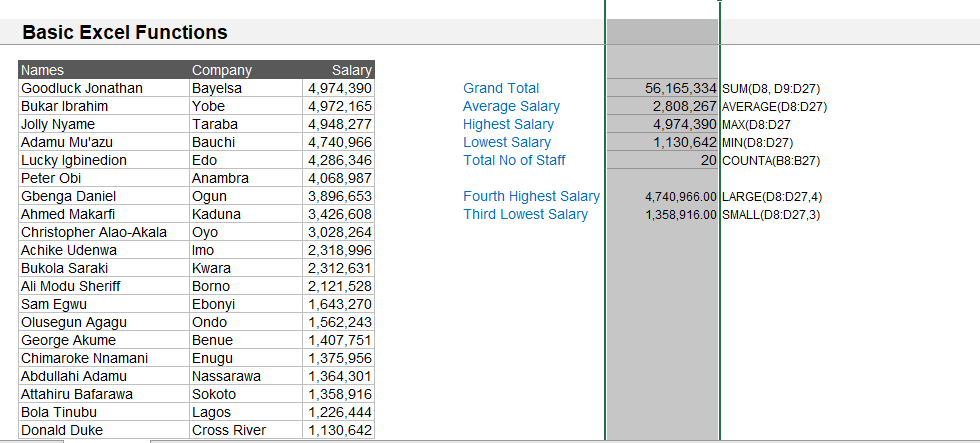 Basic Excel Functions
Names Company Salary
Goodluck Jonathan Bayelsa 4,974,390 Grand Total 56,165,334 SUM(D8, D9:D27)
Bukar Ibrahim Yobe 4,972,165 Average Salary 2,808,267 AVERAGE(D8:D27)
Jolly Nyame Taraba 4,948,277 Highest Salary 4,974,390 MAX(D8:D27
Adamu Mu'azu Bauchi 4,740,966 Lowest Salary 1,130,642 MIN(D8:D27)
Lucky Igbinedion Edo 4,286,346 Total No of Staff 20 COUNTA(B8:B27)
Peter Obi Anambra 4,068,987
Gbenga Daniel Ogun 3,896,653 Fourth Highest Salary 4,740,966.00 LARGE(D8:D27,4)
Ahmed Makarfi Kaduna 3,426,608 Third Lowest Salary 1,358,916.00 SMALL(D8:D27,3)
Christopher Alao-Akala Oyo 3,028,264
Achike Udenwa Imo 2,318,996
Bukola Saraki Kwara 2,312,631
Ali Modu Sheriff Borno 2,121,528
Sam Egwu Ebonyi 1,643,270
Olusegun Agagu Ondo 1,562,243
George Akume Benue 1,407,751
Chimaroke Nnamani Enugu 1,375,956
Abdullahi Adamu Nassarawa 1,364,301
Attahiru Bafarawa Sokoto 1,358,916
Bola Tinubu Lagos 1,226,444
Donald Duke Cross River 1,130,642